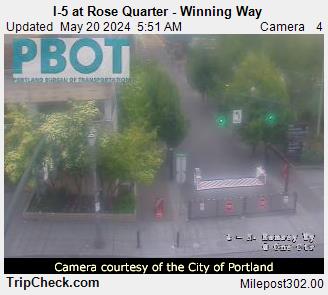 I-5 at Rose Quarter - Winning Way
Updated May 20 2024 5:51 AM Camera 4
PBOT
PORTLAND BUREAU OF TRANSPORTATION
Camera courtesy of the City of Portland
TripCheck.com Milepost302.00